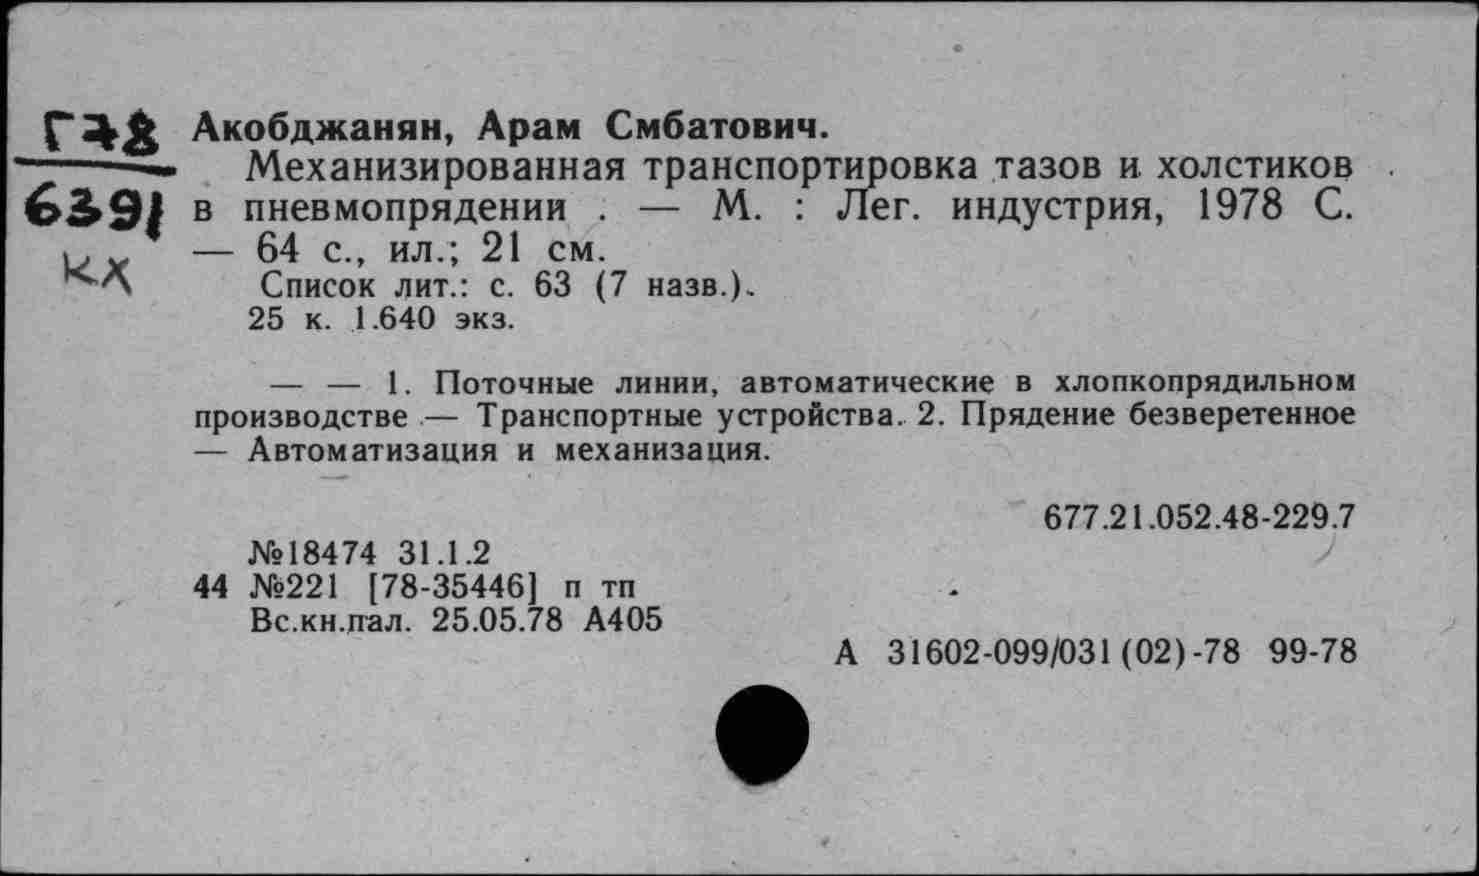 Акобджанян, Арам Смбатович.
Механизированная транспортировка тазов и холстиков
в пневмопрядении . — М. : Лег. индустрия, 1978 С.
— 64 с., ил.; 21 см.
Список лит.: с. 63 (7 назв.).
25 к. 1.640 экз.
— — 1. Поточные линии, автоматические в хлопкопрядильном
производстве — Транспортные устройства. 2. Прядение безверетенное
— Автоматизация и механизация.
677.21.052.48-229.7
№18474 31.1.2
44 №221 [78-35446] п тп
Вс.кн.пал. 25.05.78 А405
А 31602-099/031(02)-78 99-78
КХ